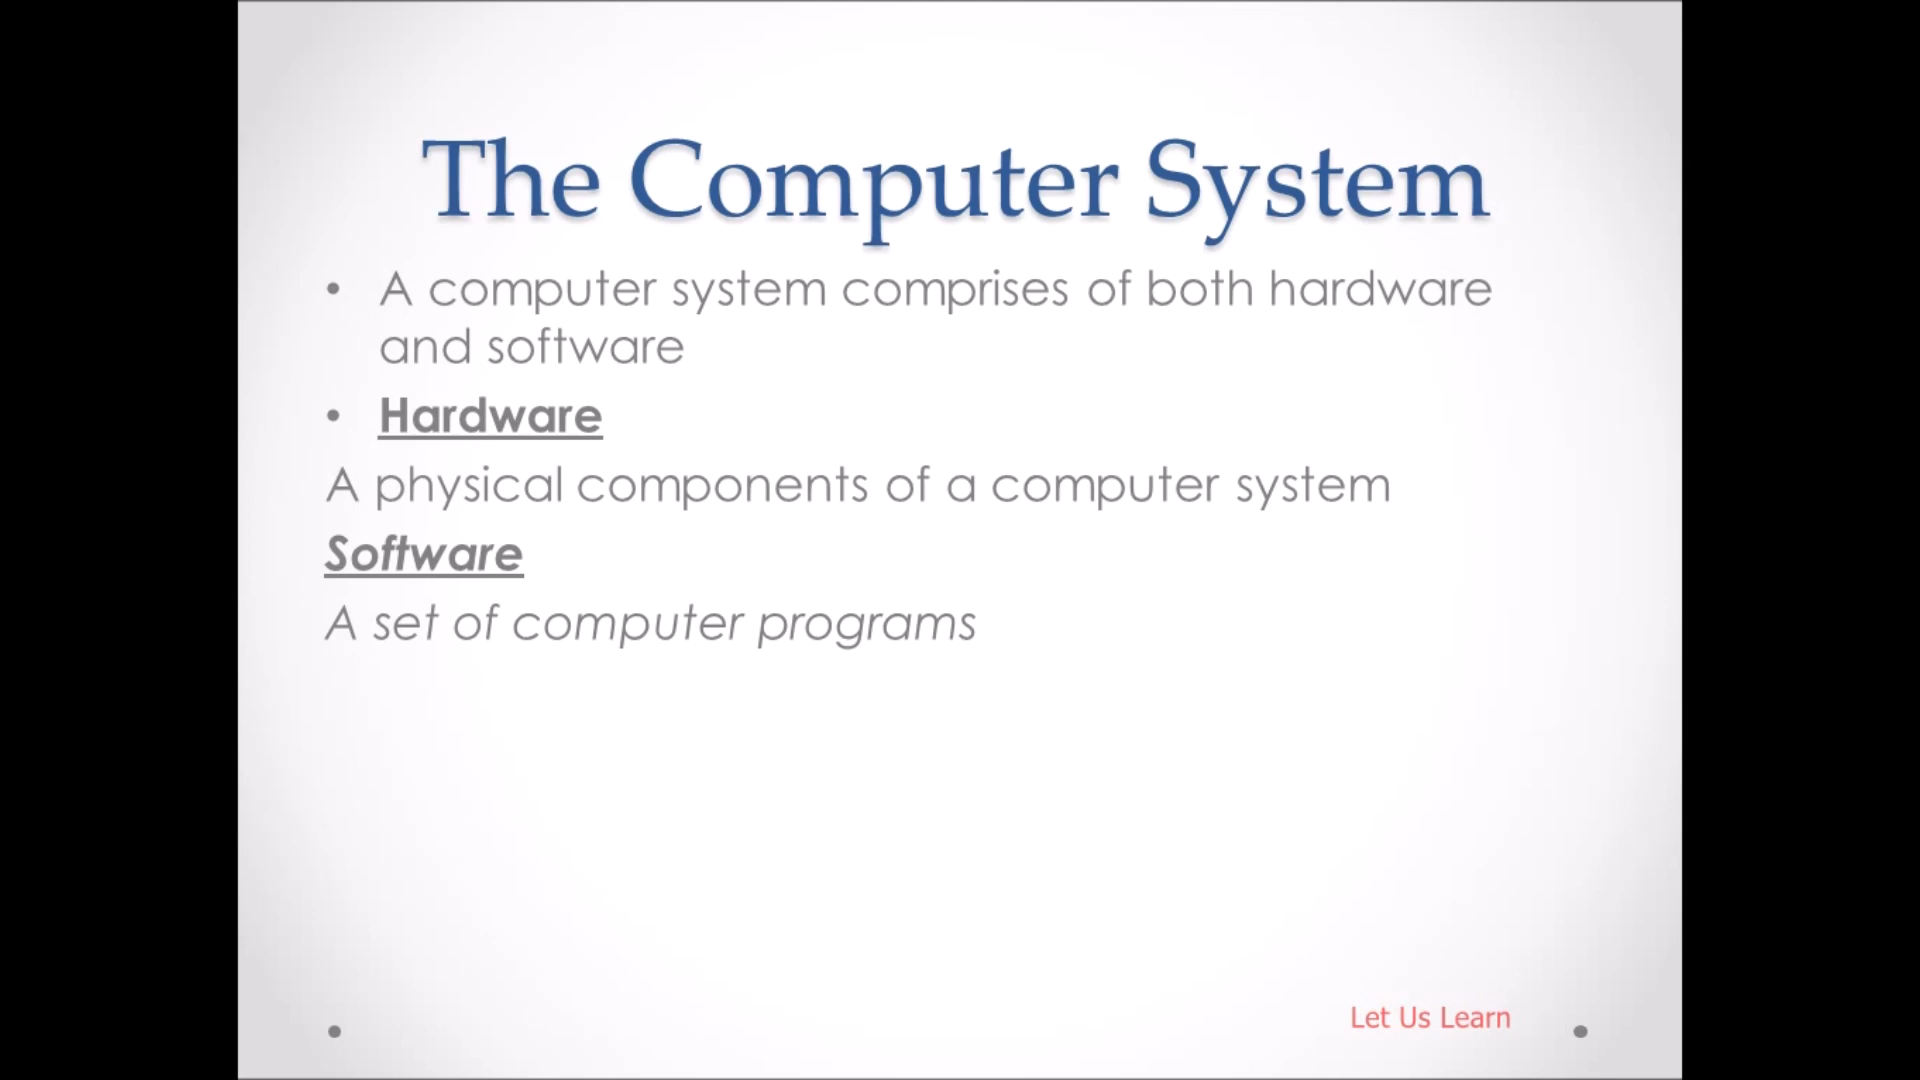 The Computer System
• A computer system comprises of both hardware
and software
• Hardware
A physical components of a computer system
Software
A set of computer programs
Let Us Learn